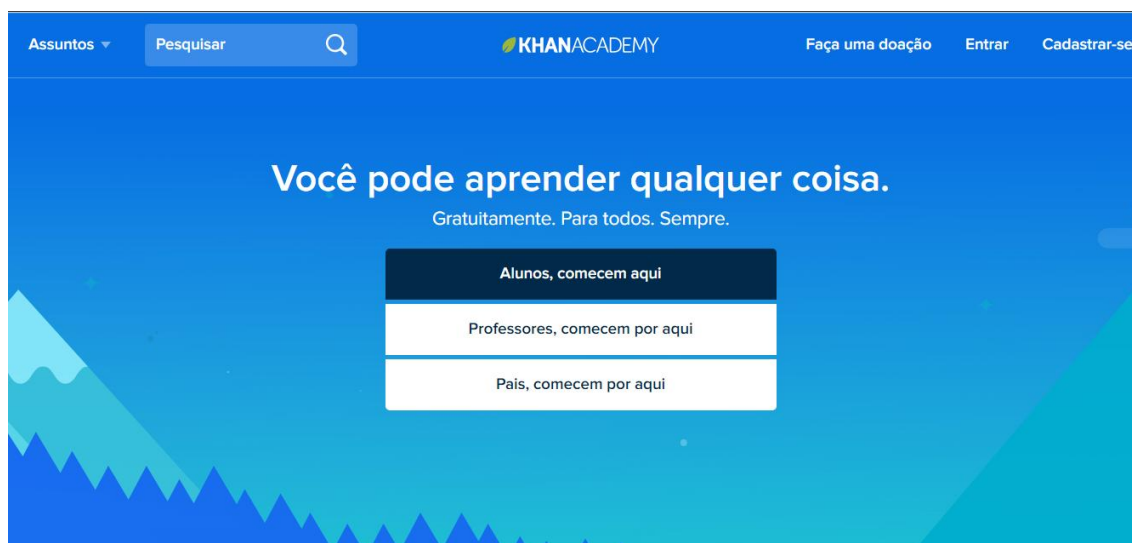 Assuntos Pesquisar KHANACADEMY Faça uma doação Entrar Cadastrar-se
Você pode aprender qualquer coisa.
Gratuitamente. Para todos. Sempre.
Alunos, comecem aqui
Professores, comecem por aqui
Pais, comecem por aqui